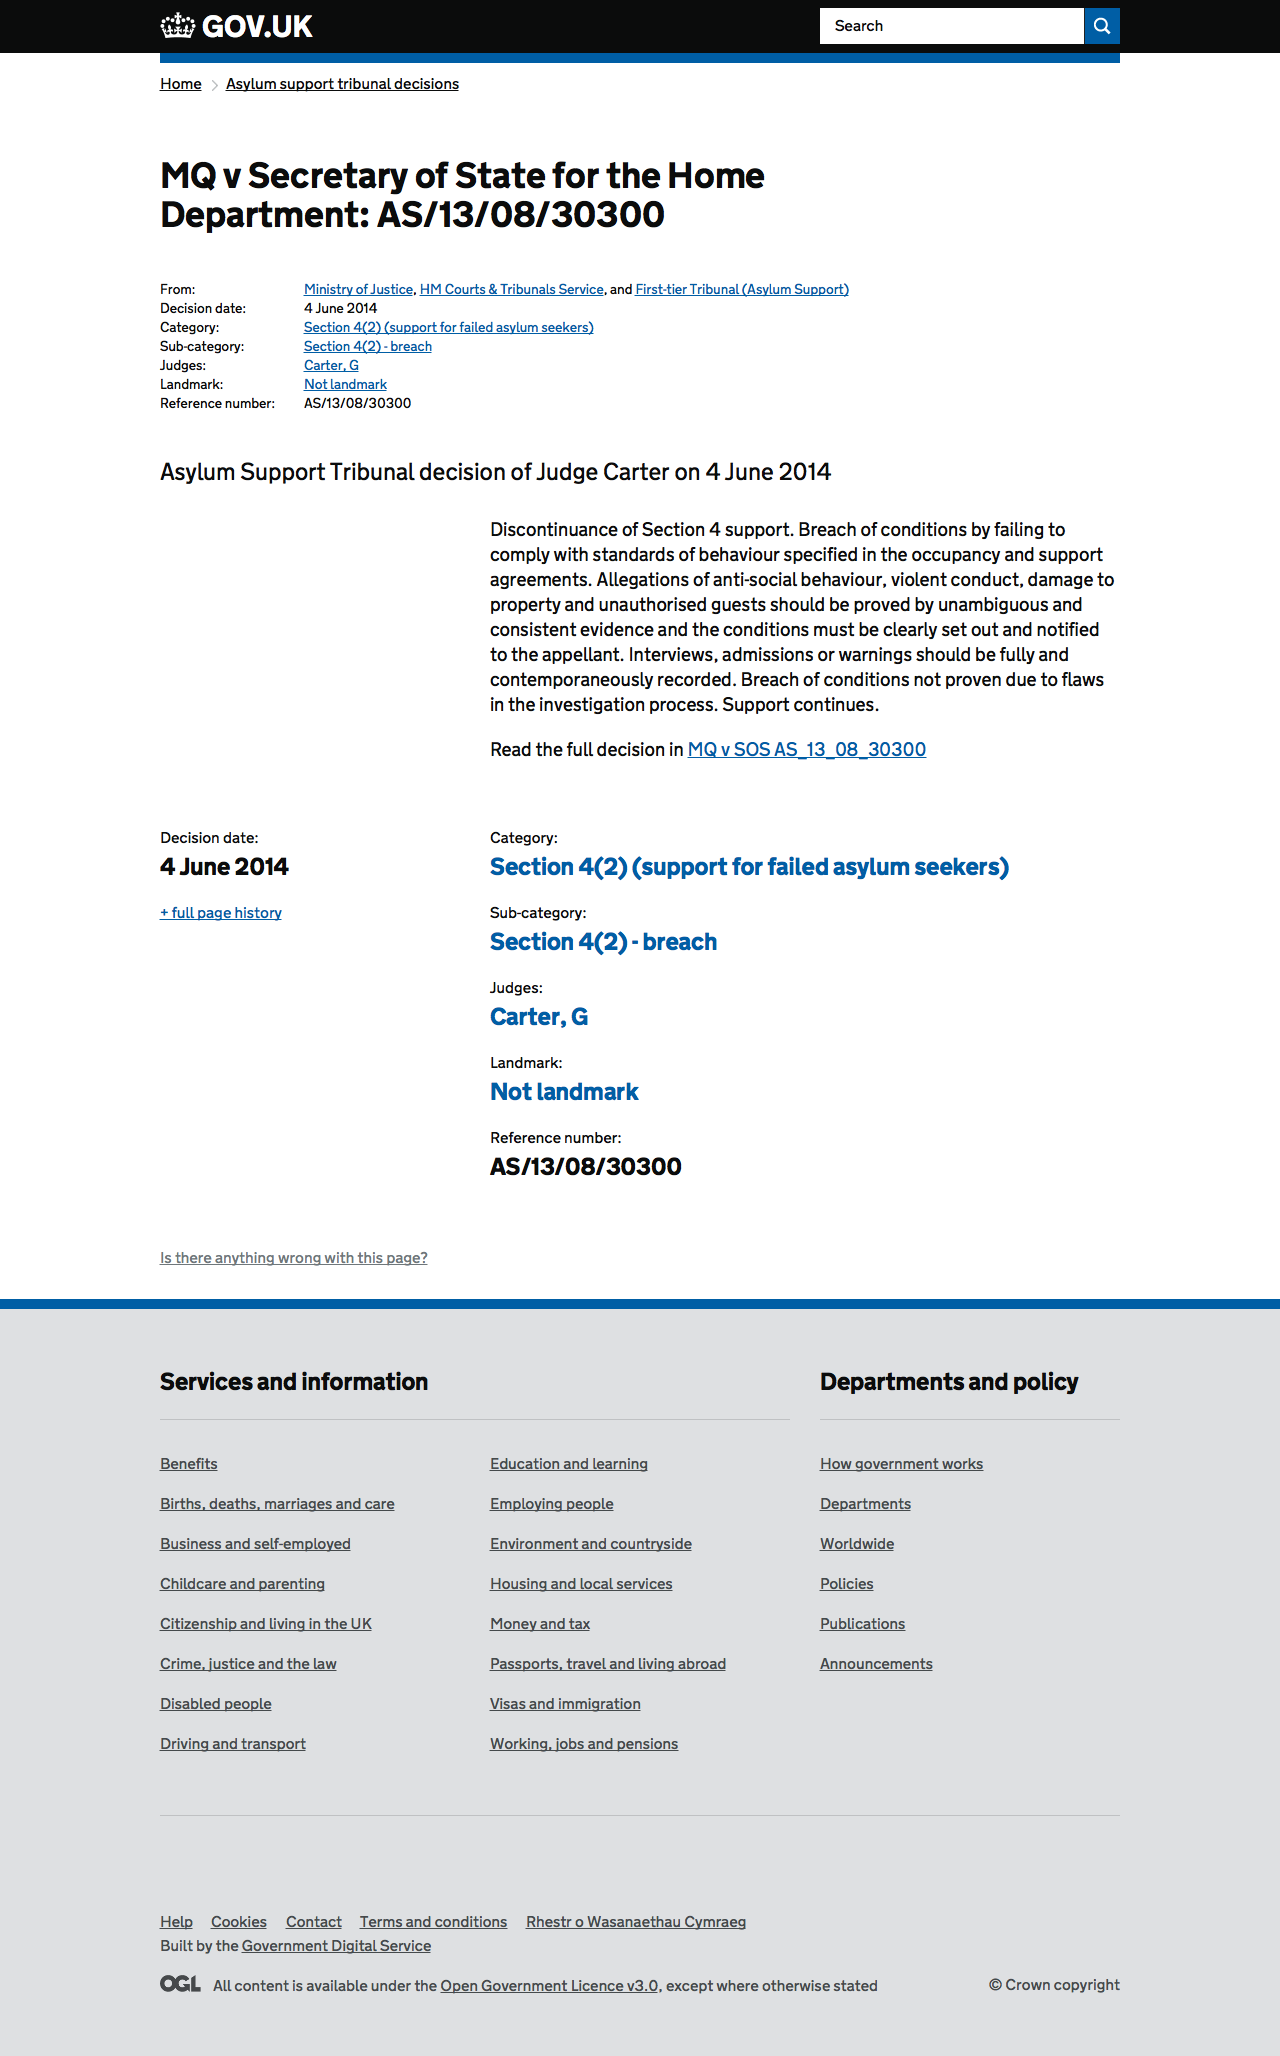 GOV.UK
Search
Home Asylum support tribunal decisions
MQ v Secretary of State for the Home
Department: AS/13/08/30300
From: Ministry of Justice, HM Courts & Tribunals Service, and First-tier Tribunal (Asylum Support)
Decision date: 4 June 2014
Category: Section 4(2) (support for failed asylum seekers)
Sub-category: Section 4(2) - breach
Judges: Carter, G
Landmark: Not landmark
Reference number: AS/13/08/30300
Asylum Support Tribunal decision of Judge Carter on 4 June 2014
Discontinuance of Section 4 support. Breach of conditions by failing to
comply with standards of behaviour specified in the occupancy and support
agreements. Allegations of anti-social behaviour, violent conduct, damage to
property and unauthorised guests should be proved by unambiguous and
consistent evidence and the conditions must be clearly set out and notified
to the appellant. Interviews, admissions or warnings should be fully and
contemporaneously recorded. Breach of conditions not proven due to flaws
in the investigation process. Support continues.
Read the full decision in MQ v SOS AS_13_08_30300
Decision date:
4 June 2014
+ full page history
Category:
Section 4(2) (support for failed asylum seekers)
Sub-category:
Section 4(2) - breach
Judges:
Carter, G
Landmark:
Not landmark
Reference number:
AS/13/08/30300
Is there anything wrong with this page?
Services and information
Benefits
Births, deaths, marriages and care
Business and self-employed
Childcare and parenting
Citizenship and living in the UK
Crime, justice and the law
Disabled people
Driving and transport
Education and learning
Employing people
Environment and countryside
Housing and local services
Money and tax
Passports, travel and living abroad
Visas and immigration
Working, jobs and pensions
Departments and policy
How government works
Departments
Worldwide
Policies
Publications
Announcements
Help Cookies Contact Terms and conditions Rhestr o Wasanaethau Cymraeg
Built by the Government Digital Service
OGL All content is available under the Open Government Licence v3.0, except where otherwise stated
© Crown copyright